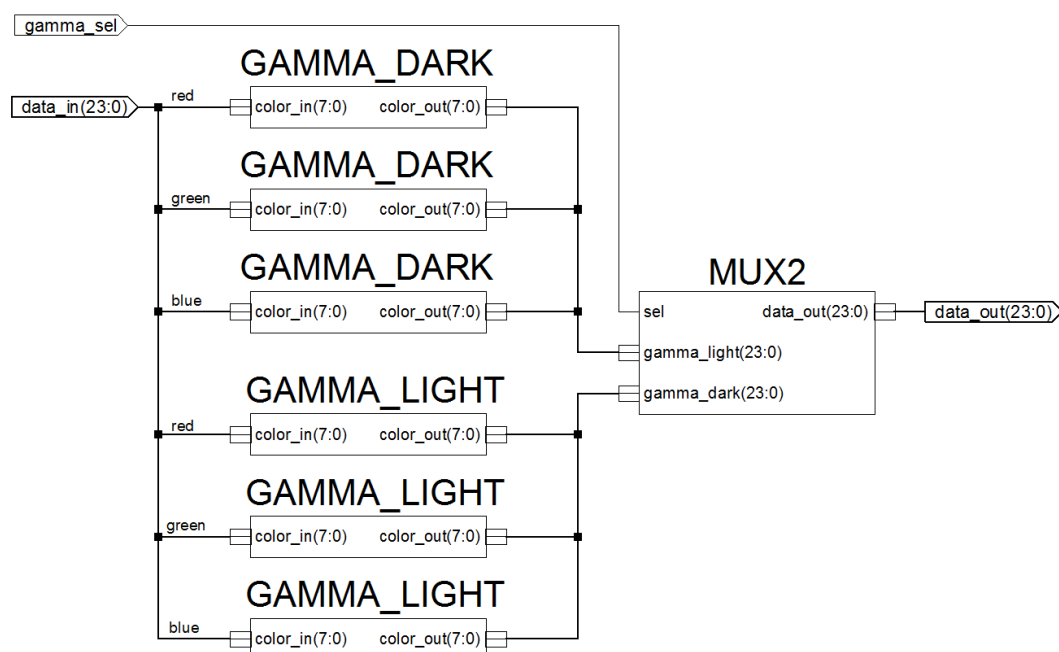 gamma_sel
GAMMA_DARK
data_in(23:0)
red
color_in(7:0) color_out(7:0)
GAMMA_DARK
green
color_in(7:0) color_out(7:0)
GAMMA_DARK
blue
color_in(7:0) color_out(7:0)
MUX2
sel data_out(23:0)
data_out(23:0)
gamma_light(23:0)
gamma_dark(23:0)
GAMMA_LIGHT
red
color_in(7:0) color_out(7:0)
GAMMA_LIGHT
green
color_in(7:0) color_out(7:0)
GAMMA_LIGHT
blue
color_in(7:0) color_out(7:0)